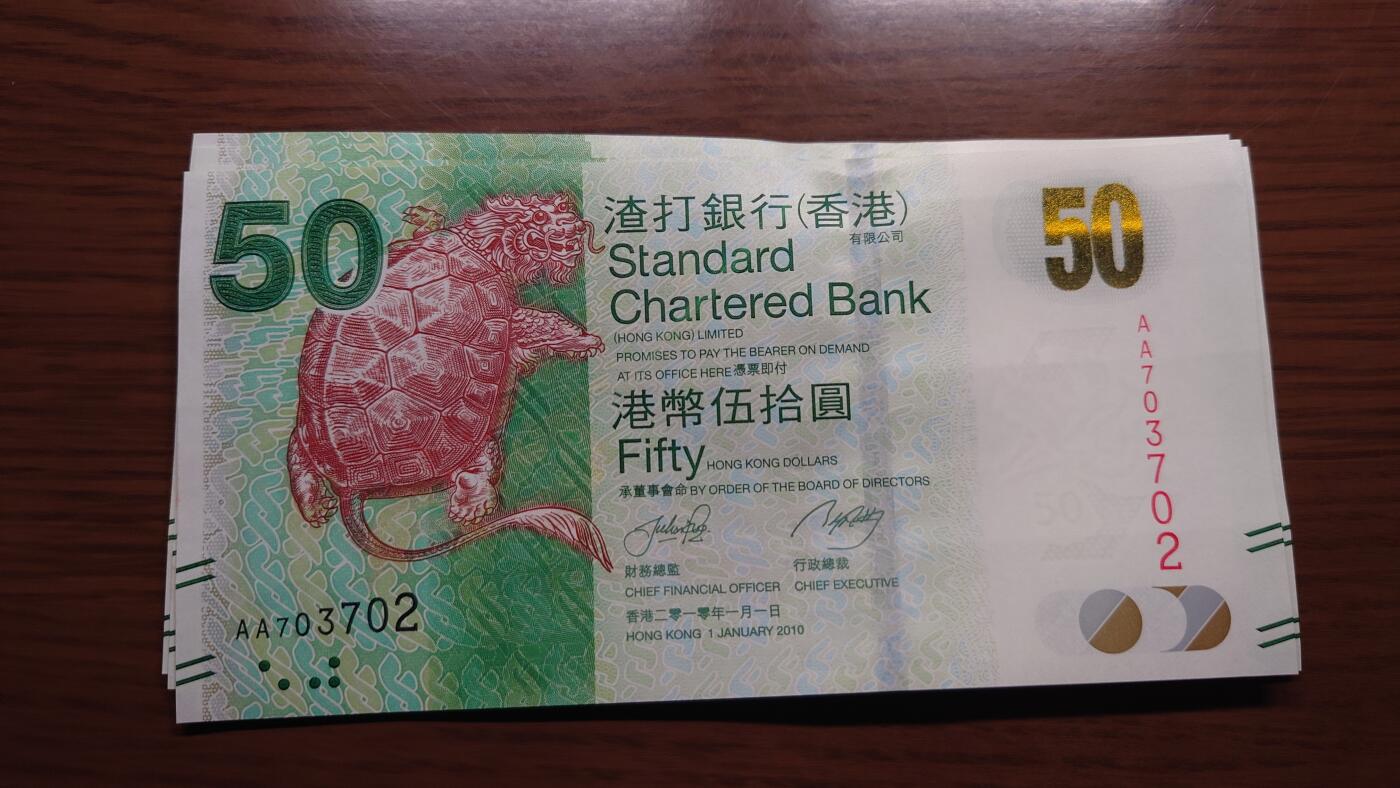 50
渣打銀行(香港)
有限公司
Standard
Chartered Bank
(HONG KONG) LIMITED
PROMISES TO PAY THE BEARER ON DEMAND
AT ITS OFFICE HERE 憑票即付
港幣伍拾圓
Fifty HONG KONG DOLLARS
承董事會命 BY ORDER OF THE BOARD OF DIRECTORS
財務總監
CHIEF FINANCIAL OFFICER
行政總裁
CHIEF EXECUTIVE
香港二零一零年一月一日
HONG KONG 1 JANUARY 2010
AA703702
50
AA703702
50